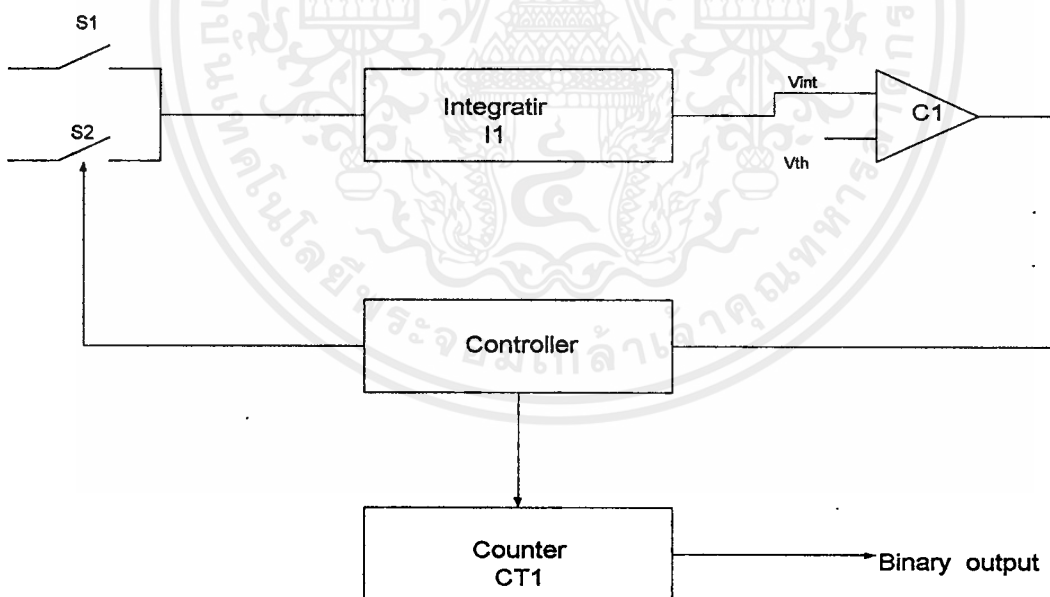 S1
Vint
Integratir
I1
C1
S2
Vth
Controller
Counter
CT1
Binary output